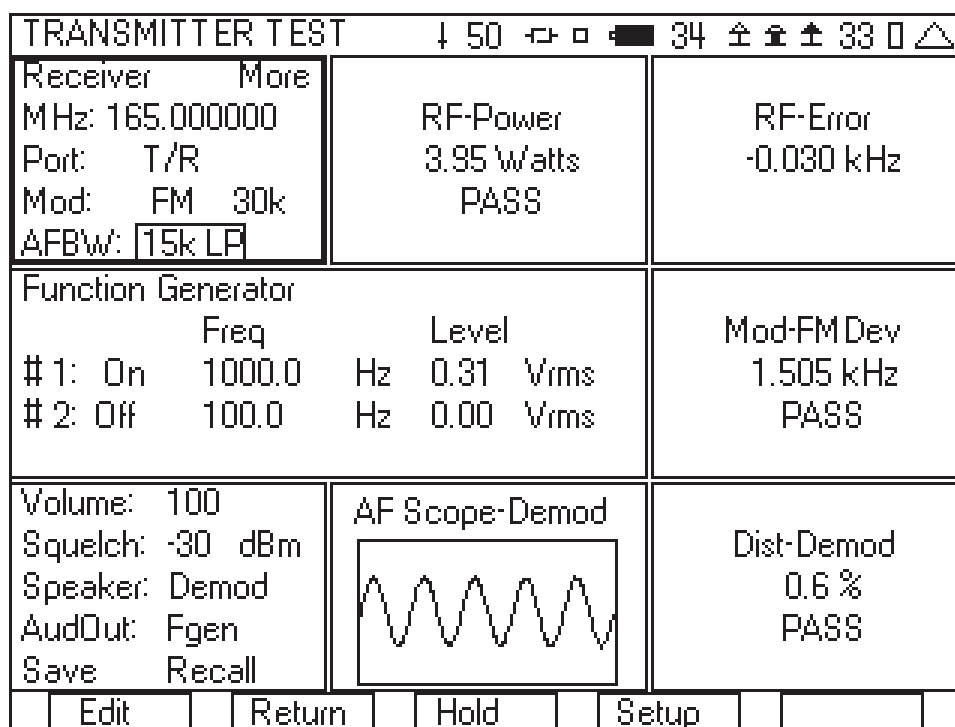 TRANSMITTER TEST ↓ 50 34 33
Receiver More
MHz: 165.000000
Port: T/R
Mod: FM 30k
AFBW: 15k LP
RF-Power
3.95 Watts
PASS
RF-Error
-0.030 kHz
Function Generator
Freq Level
# 1: On 1000.0 Hz 0.31 Vrms
# 2: Off 100.0 Hz 0.00 Vrms
Mod-FM Dev
1.505 kHz
PASS
Volume: 100
Squelch: -30 dBm
Speaker: Demod
AudOut: Fgen
Save Recall
AF Scope-Demod
Dist-Demod
0.6 %
PASS
Edit Return Hold Setup